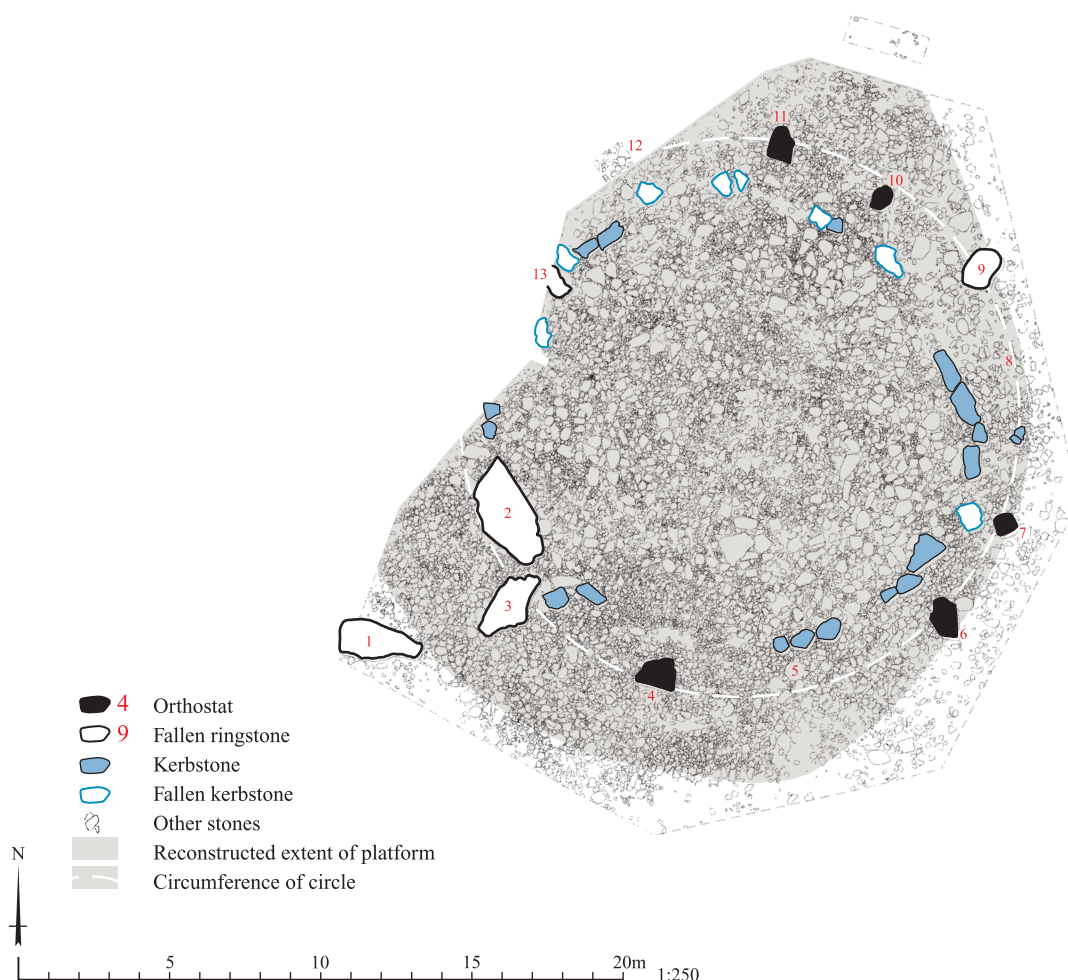 11
12
10
13
9
8
2
7
3
1
6
5
4
4 Orthostat
9 Fallen ringstone
Kerbstone
Fallen kerbstone
Other stones
Reconstructed extent of platform
Circumference of circle
N
5 10 15 20m
1:250